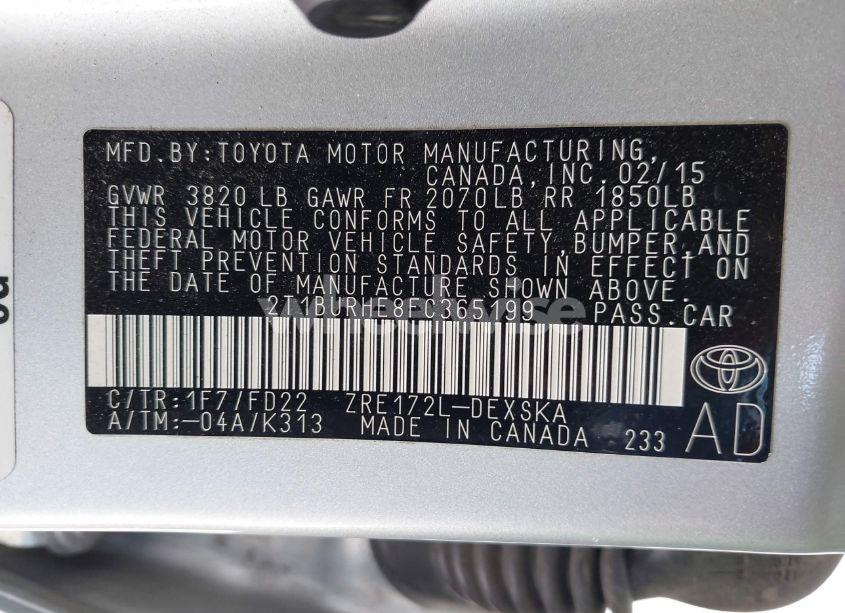 MFD.BY:TOYOTA MOTOR MANUFACTURING,
CANADA,INC.02/15
GVWR 3820 LB GAWR FR 2070LB RR 1850LB
THIS VEHICLE CONFORMS TO ALL APPLICABLE
FEDERAL MOTOR VEHICLE SAFETY,BUMPER,AND
THEFT PREVENTION STANDARDS IN EFFECT ON
THE DATE OF MANUFACTURE SHOWN ABOVE.
PASS.CAR
C/TR:1F7/FD22 ZRE172L-DEXSKA
A/TM:-04A/K313 MADE IN CANADA 233 AD